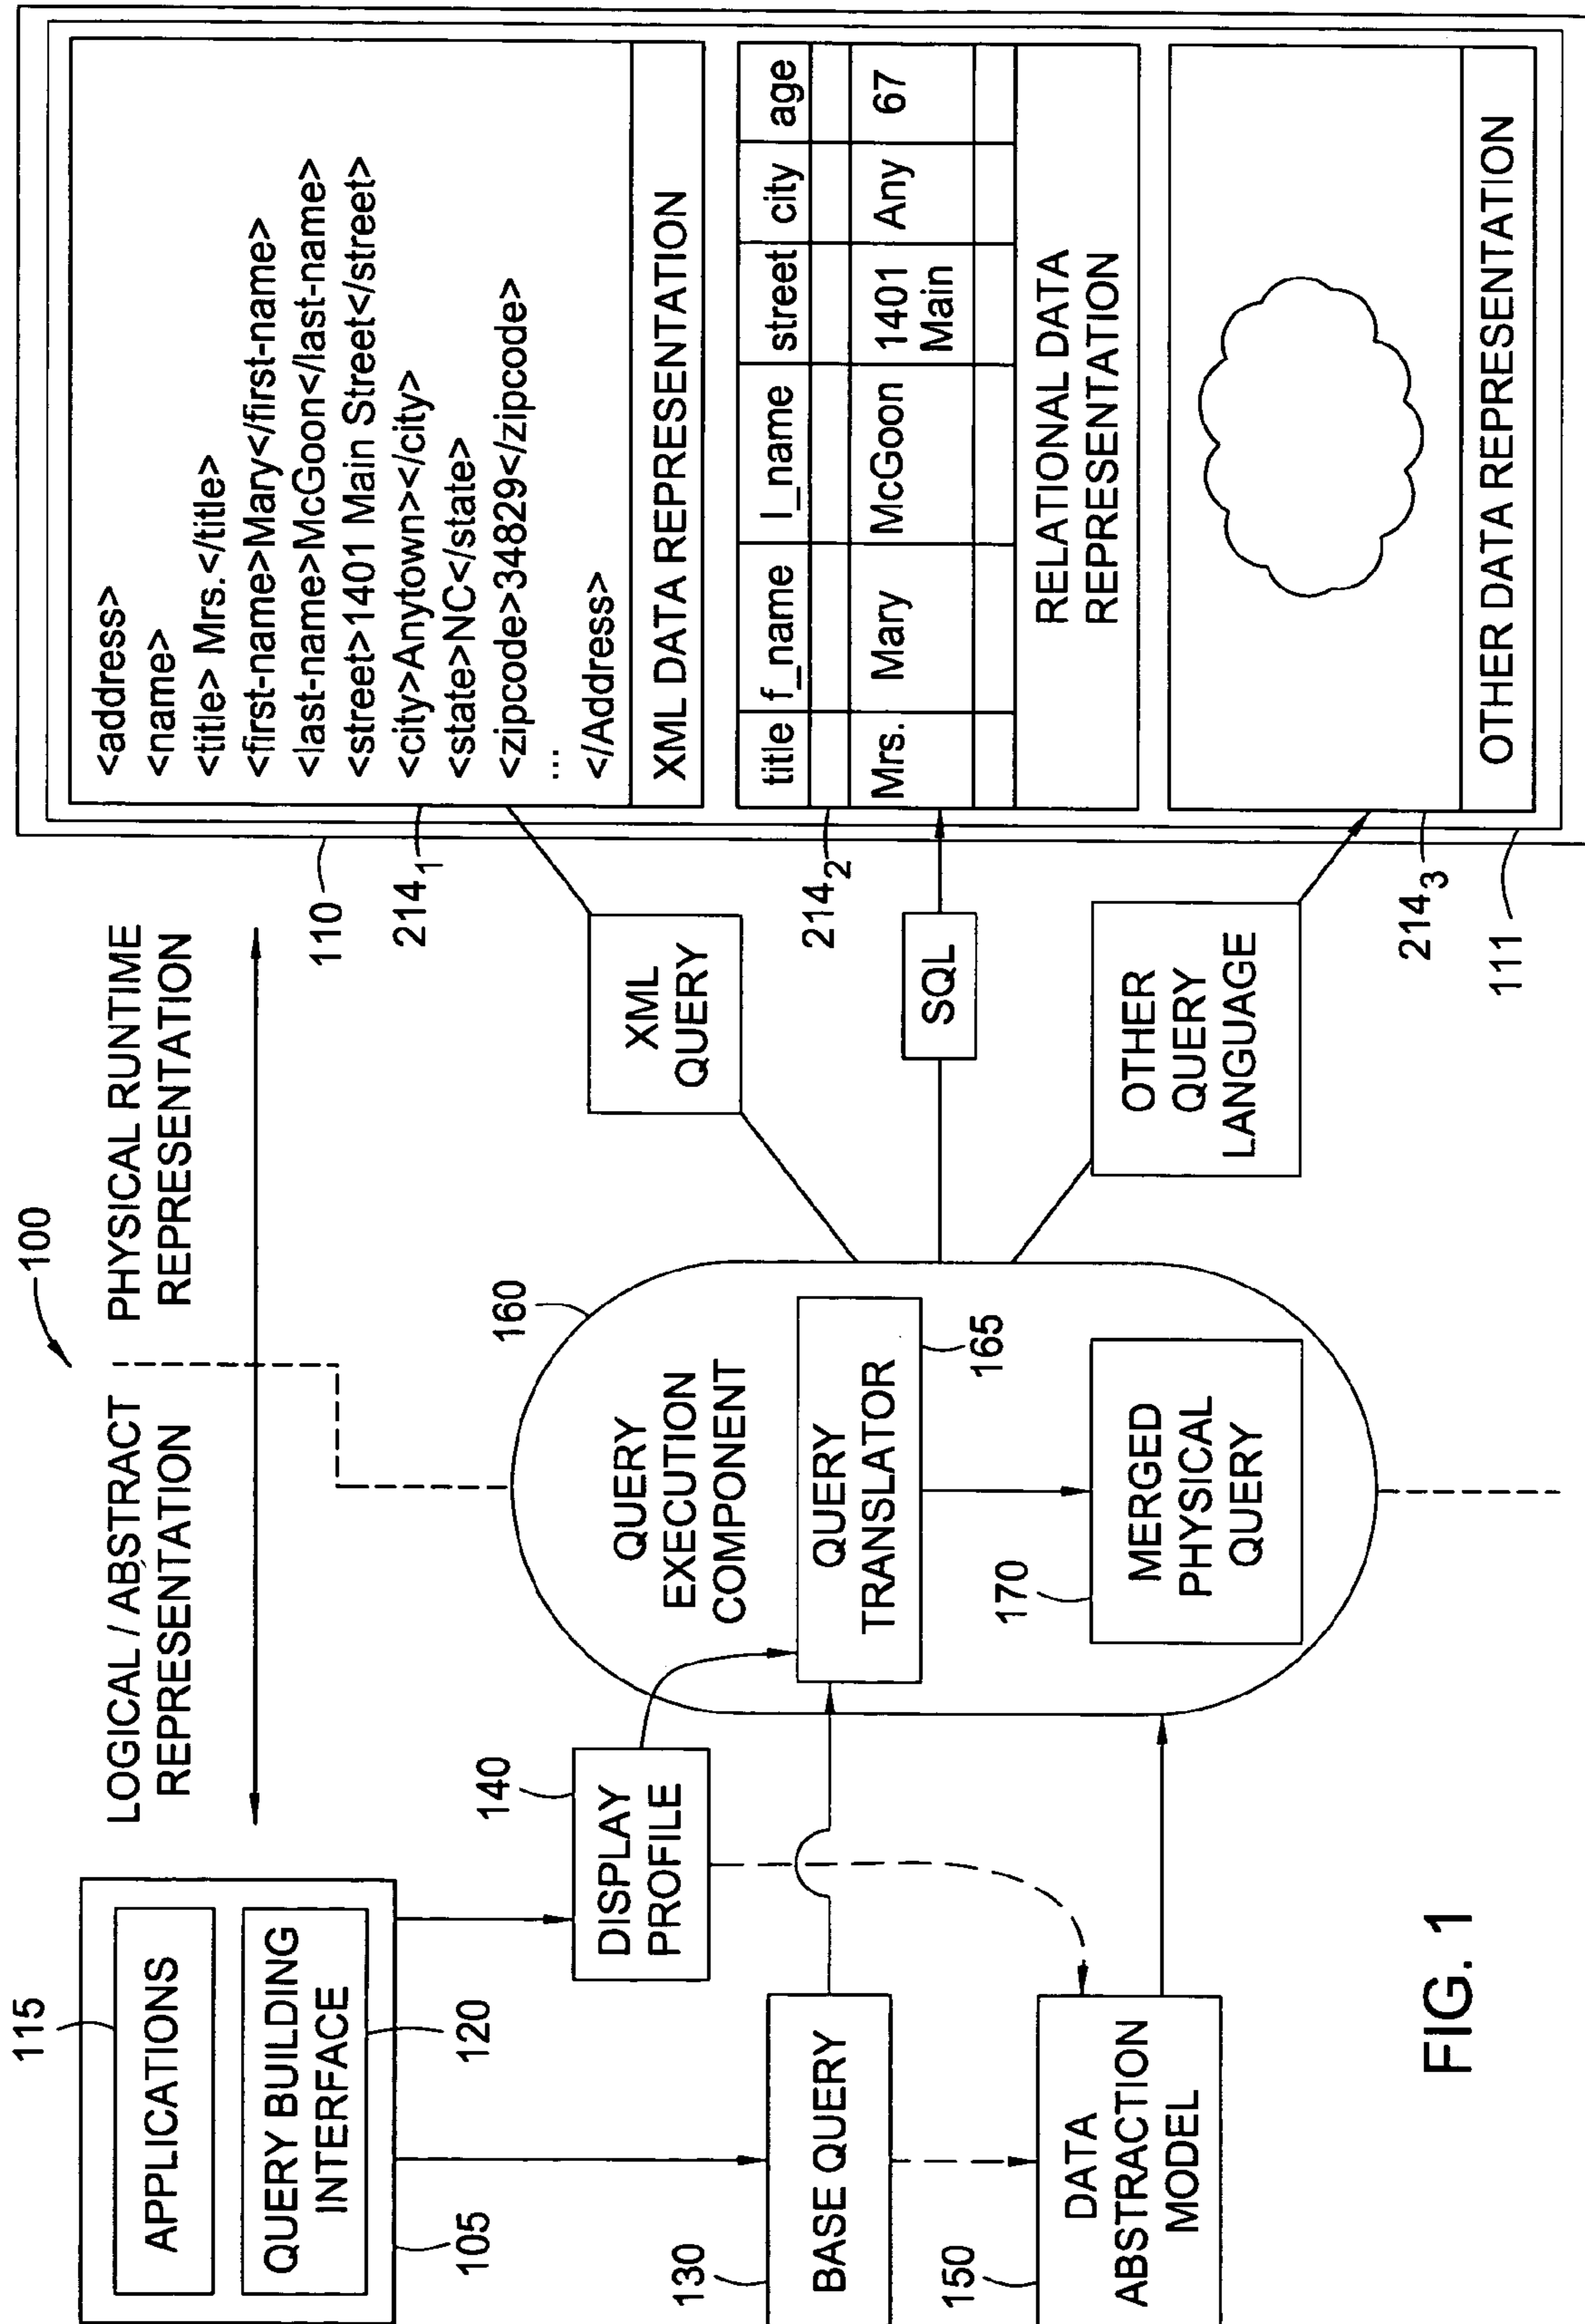 100
LOGICAL / ABSTRACT
REPRESENTATION
PHYSICAL RUNTIME
REPRESENTATION
115
APPLICATIONS
QUERY BUILDING
INTERFACE
120
105
140
DISPLAY
PROFILE
130
BASE QUERY
150
DATA
ABSTRACTION
MODEL
160
QUERY
EXECUTION
COMPONENT
QUERY
TRANSLATOR
165
170
MERGED
PHYSICAL
QUERY
XML
QUERY
SQL
OTHER
QUERY
LANGUAGE
110
214₁
<address>
<name>
<title> Mrs.</title>
<first-name>Mary</first-name>
<last-name>McGoon</last-name>
<street>1401 Main Street</street>
<city>Anytown></city>
<state>NC</state>
<zipcode>34829</zipcode>
...
</Address>
XML DATA REPRESENTATION
214₂
title f_name l_name street city age
Mrs. Mary McGoon 1401 Main Any 67
RELATIONAL DATA
REPRESENTATION
214₃
OTHER DATA REPRESENTATION
111
FIG. 1